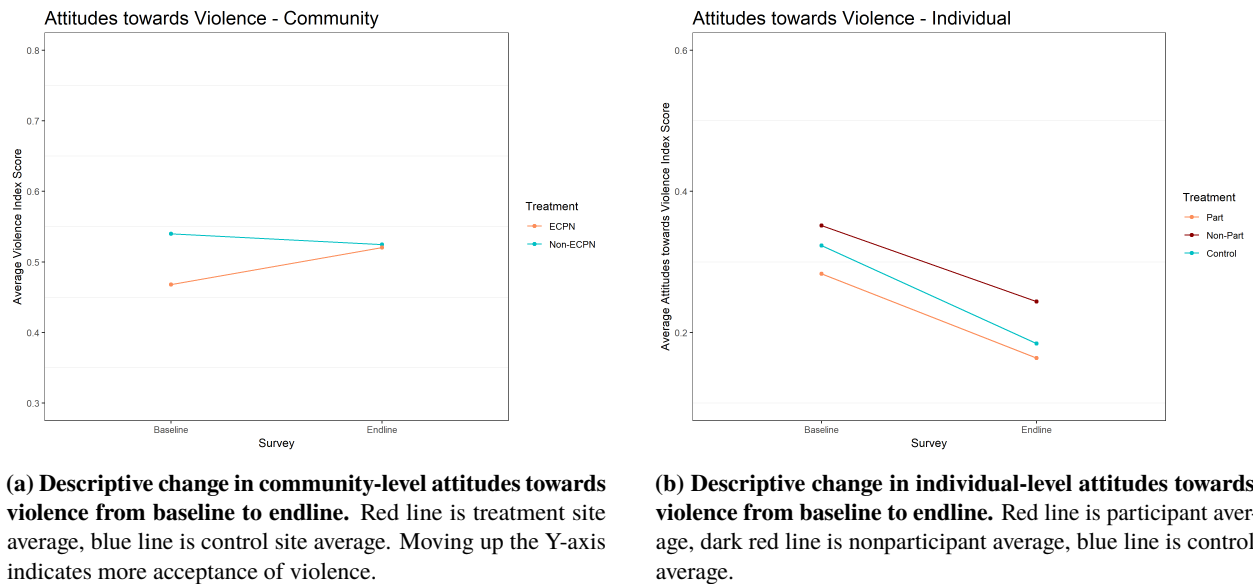 Attitudes towards Violence - Community
0.8
0.7
0.6
0.5
0.4
0.3
Average Violence Index Score
Baseline
Endline
Survey
Treatment
ECPN
Non-ECPN
(a) Descriptive change in community-level attitudes towards
violence from baseline to endline. Red line is treatment site
average, blue line is control site average. Moving up the Y-axis
indicates more acceptance of violence.
Attitudes towards Violence - Individual
0.6
0.4
0.2
Average Attitudes towards Violence Index Score
Baseline
Endline
Survey
Treatment
Part
Non-Part
Control
(b) Descriptive change in individual-level attitudes towards
violence from baseline to endline. Red line is participant aver-
age, dark red line is nonparticipant average, blue line is control
average.